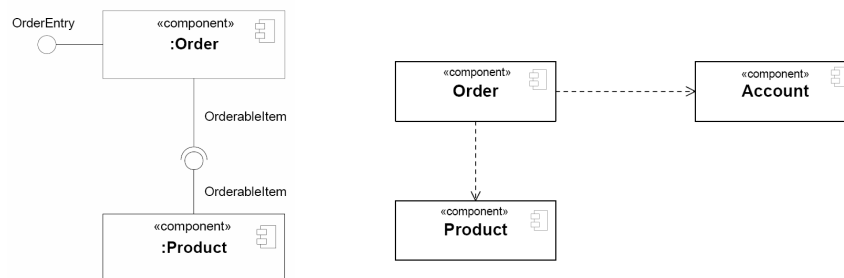 OrderEntry
«component»
:Order
OrderableItem
OrderableItem
«component»
:Product
«component»
Order
«component»
Account
«component»
Product